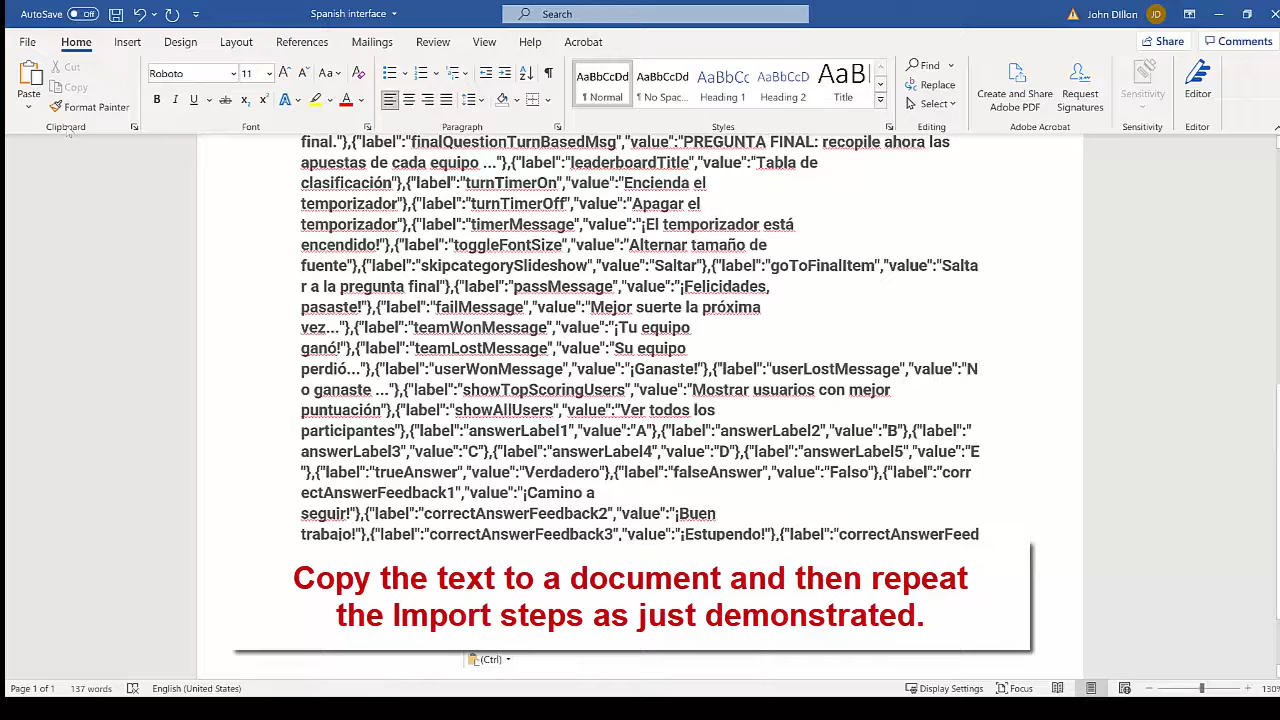 AutoSave Off Spanish interface Search John DIllon JD
File Home Insert Design Layout References Mailings Review View Help Acrobat Share Comments
Paste Cut Copy Format Painter
Roboto 11 A A Aa
B I U ab x₂ x² A A
AaBbCcDd AaBbCcDd AaBbCc AaBbCcDd AaB
¶ Normal ¶ No Spac... Heading 1 Heading 2 Title
Find Replace Select
Create and Share Adobe PDF Request Signatures Sensitivity Editor
Clipboard Font Paragraph Styles Editing Adobe Acrobat Sensitivity Editor
final."},{"label":"finalQuestionTurnBasedMsg","value":"PREGUNTA FINAL: recopile ahora las
apuestas de cada equipo ..."},{"label":"leaderboardTitle","value":"Tabla de
clasificación"},{"label":"turnTimerOn","value":"Encienda el
temporizador"},{"label":"turnTimerOff","value":"Apagar el
temporizador"},{"label":"timerMessage","value":"¡El temporizador está
encendido!"},{"label":"toggleFontSize","value":"Alternar tamaño de
fuente"},{"label":"skipcategorySlideshow","value":"Saltar"},{"label":"goToFinalItem","value":"Salta
r a la pregunta final"},{"label":"passMessage","value":"¡Felicidades,
pasaste!"},{"label":"failMessage","value":"Mejor suerte la próxima
vez..."},{"label":"teamWonMessage","value":"¡Tu equipo
ganó!"},{"label":"teamLostMessage","value":"Su equipo
perdió..."},{"label":"userWonMessage","value":"¡Ganaste!"},{"label":"userLostMessage","value":"N
o ganaste ..."},{"label":"showTopScoringUsers","value":"Mostrar usuarios con mejor
puntuación"},{"label":"showAllUsers","value":"Ver todos los
participantes"},{"label":"answerLabel1","value":"A"},{"label":"answerLabel2","value":"B"},{"label":"
answerLabel3","value":"C"},{"label":"answerLabel4","value":"D"},{"label":"answerLabel5","value":"E
"},{"label":"trueAnswer","value":"Verdadero"},{"label":"falseAnswer","value":"Falso"},{"label":"corr
ectAnswerFeedback1","value":"¡Camino a
seguir!"},{"label":"correctAnswerFeedback2","value":"¡Buen
trabajo!"},{"label":"correctAnswerFeedback3","value":"¡Estupendo!"},{"label":"correctAnswerFeed
Copy the text to a document and then repeat
the Import steps as just demonstrated.
(Ctrl)
Page 1 of 1 137 words English (United States) Display Settings Focus 130%